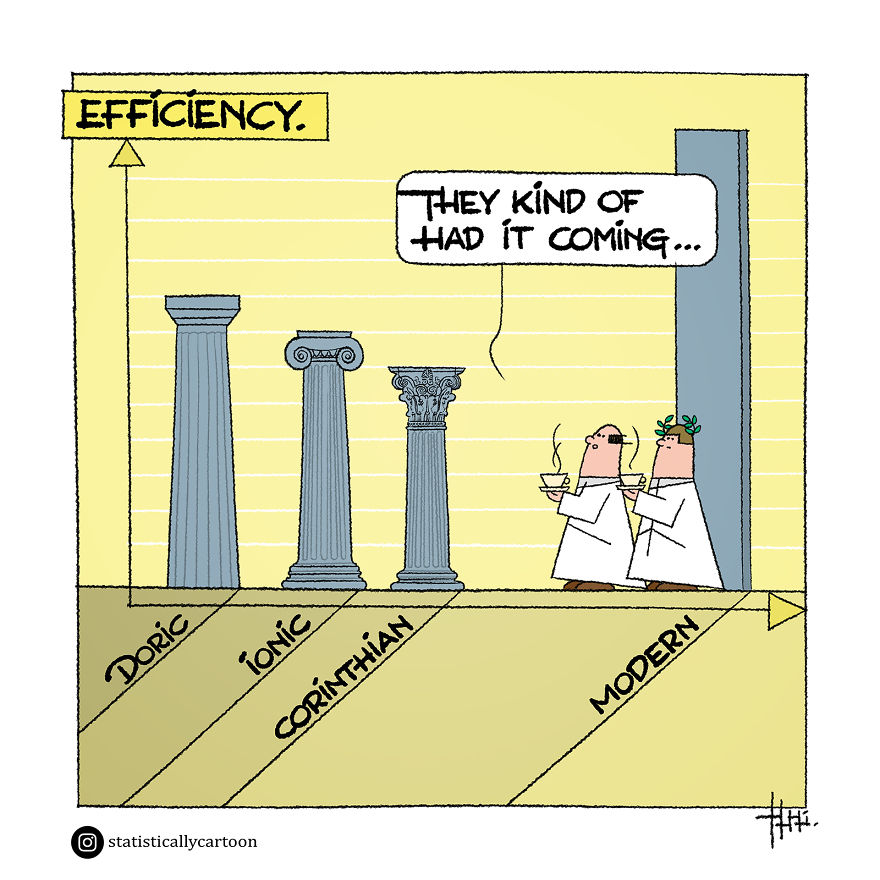 EFFiCiENCY.
THEY KiND OF
HAD iT COMiNG...
DORiC
iONiC
CORiNTHiAN
MODERN
statisticallycartoon